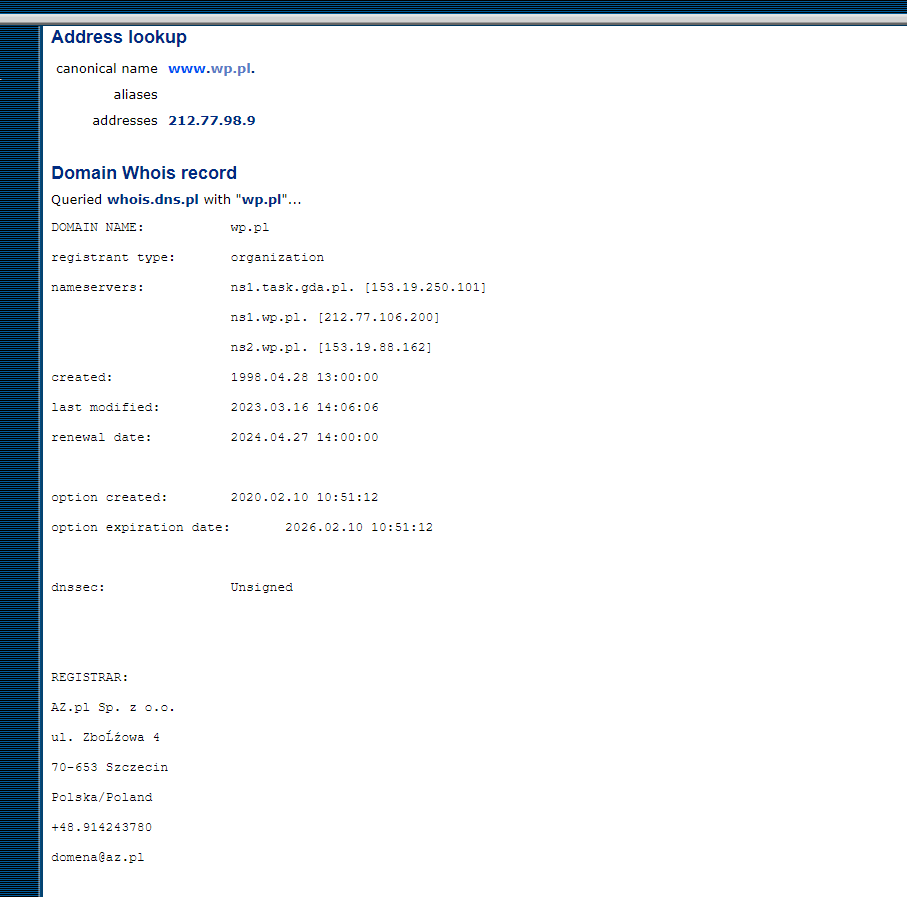 Address lookup
canonical name www.wp.pl.
aliases
addresses 212.77.98.9
Domain Whois record
Queried whois.dns.pl with "wp.pl"...
DOMAIN NAME: wp.pl
registrant type: organization
nameservers: ns1.task.gda.pl. [153.19.250.101]
ns1.wp.pl. [212.77.106.200]
ns2.wp.pl. [153.19.88.162]
created: 1998.04.28 13:00:00
last modified: 2023.03.16 14:06:06
renewal date: 2024.04.27 14:00:00
option created: 2020.02.10 10:51:12
option expiration date: 2026.02.10 10:51:12
dnssec: Unsigned
REGISTRAR:
AZ.pl Sp. z o.o.
ul. ZboĹźowa 4
70-653 Szczecin
Polska/Poland
+48.914243780
domena@az.pl